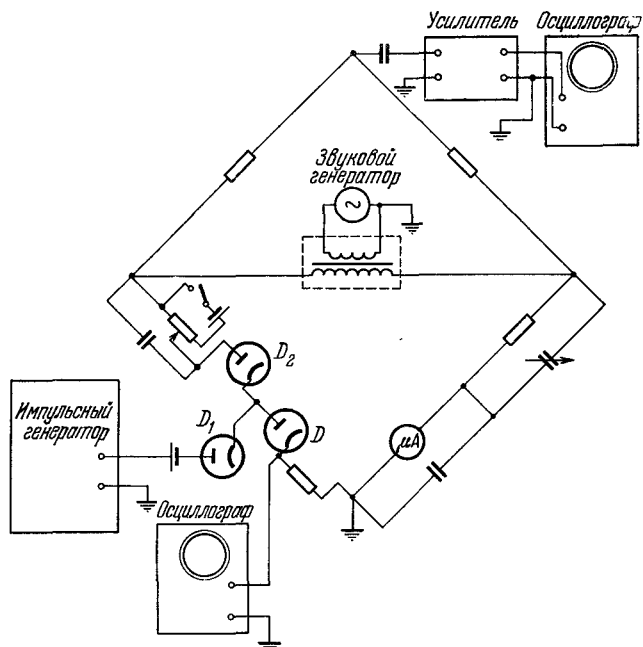 Усилитель
Осциллограф
Звуковой
генератор
D₂
Импульсный
генератор
D₁
D
μA
Осциллограф